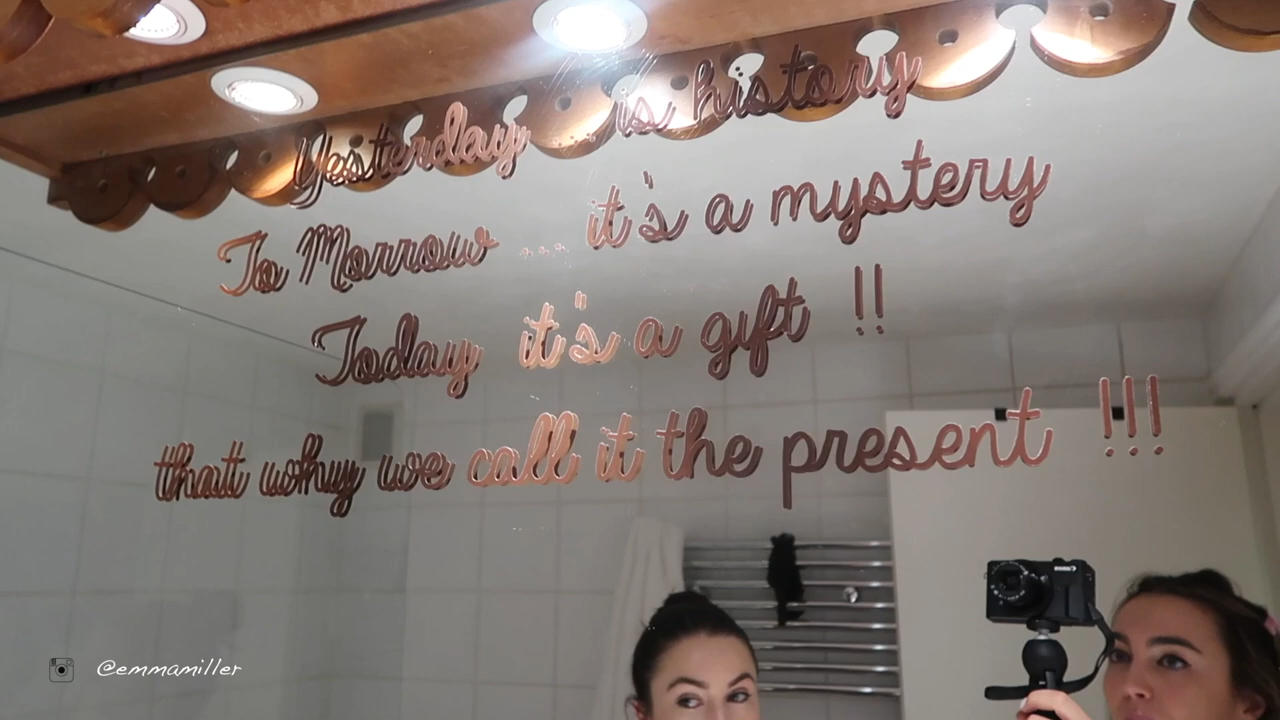 Yesterday ... is history
To Morrow ... it's a mystery
Today it's a gift !!
that why we call it the present !!!
@emmamiller